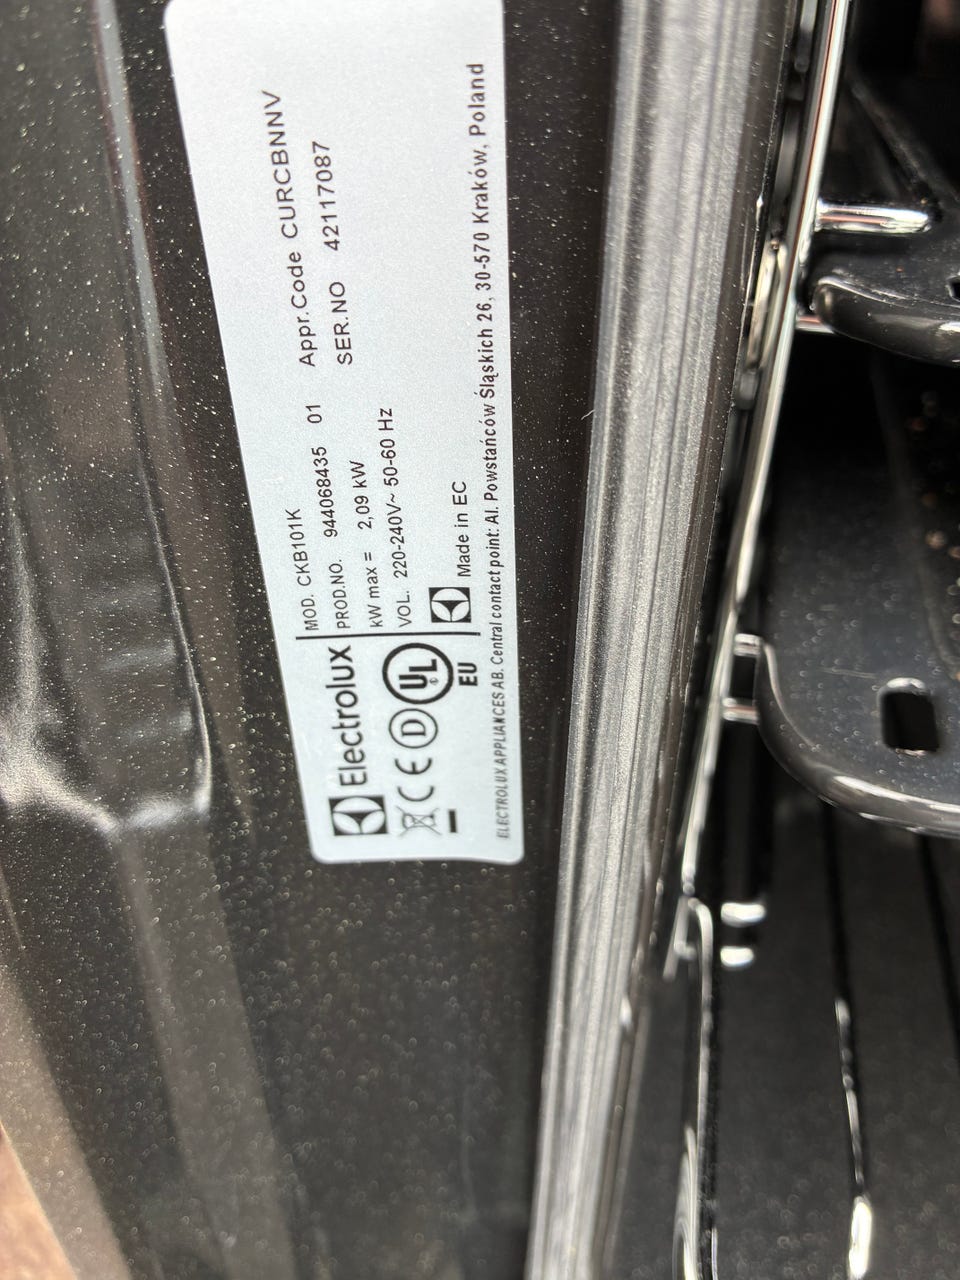 Electrolux
MOD. CKB101K
PROD.NO. 944068435 01 Appr.Code CURCBNNV
kW max = 2,09 kW SER.NO 42117087
VOL. 220-240V~ 50-60 Hz
CE D UL
EU
Made in EC
ELECTROLUX APPLIANCES AB. Central contact point: Al. Powstańców Śląskich 26, 30-570 Kraków, Poland